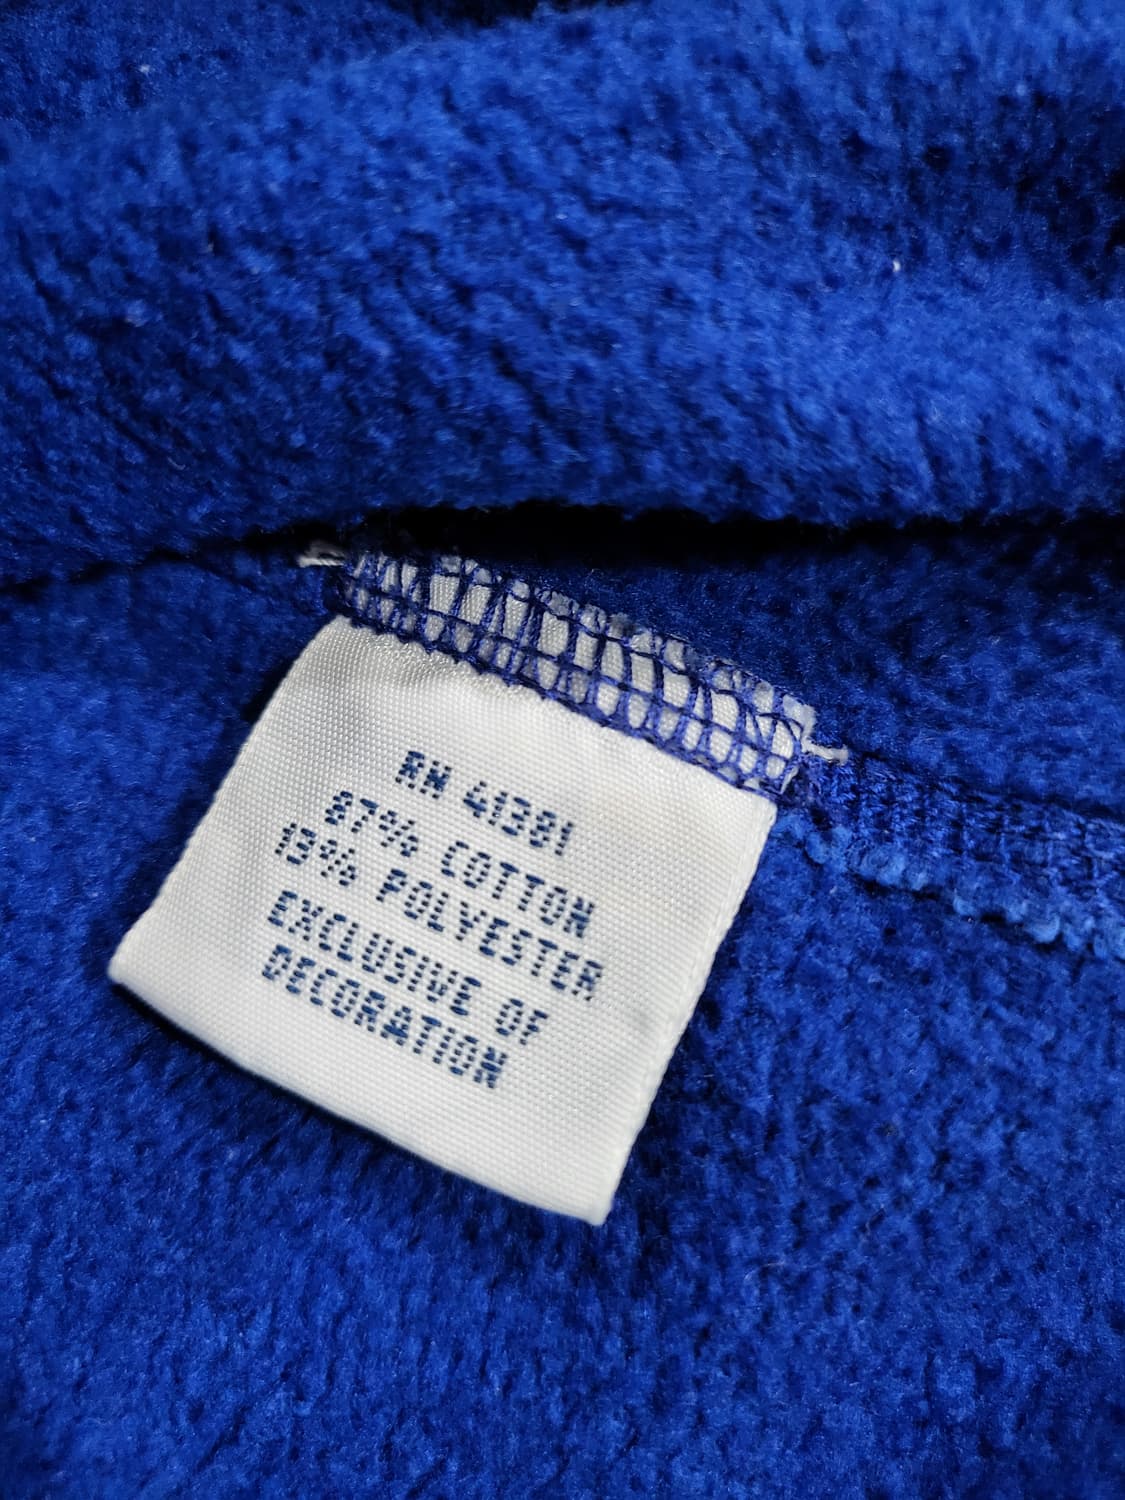 RN 41381
87% COTTON
13% POLYESTER
EXCLUSIVE OF
DECORATION